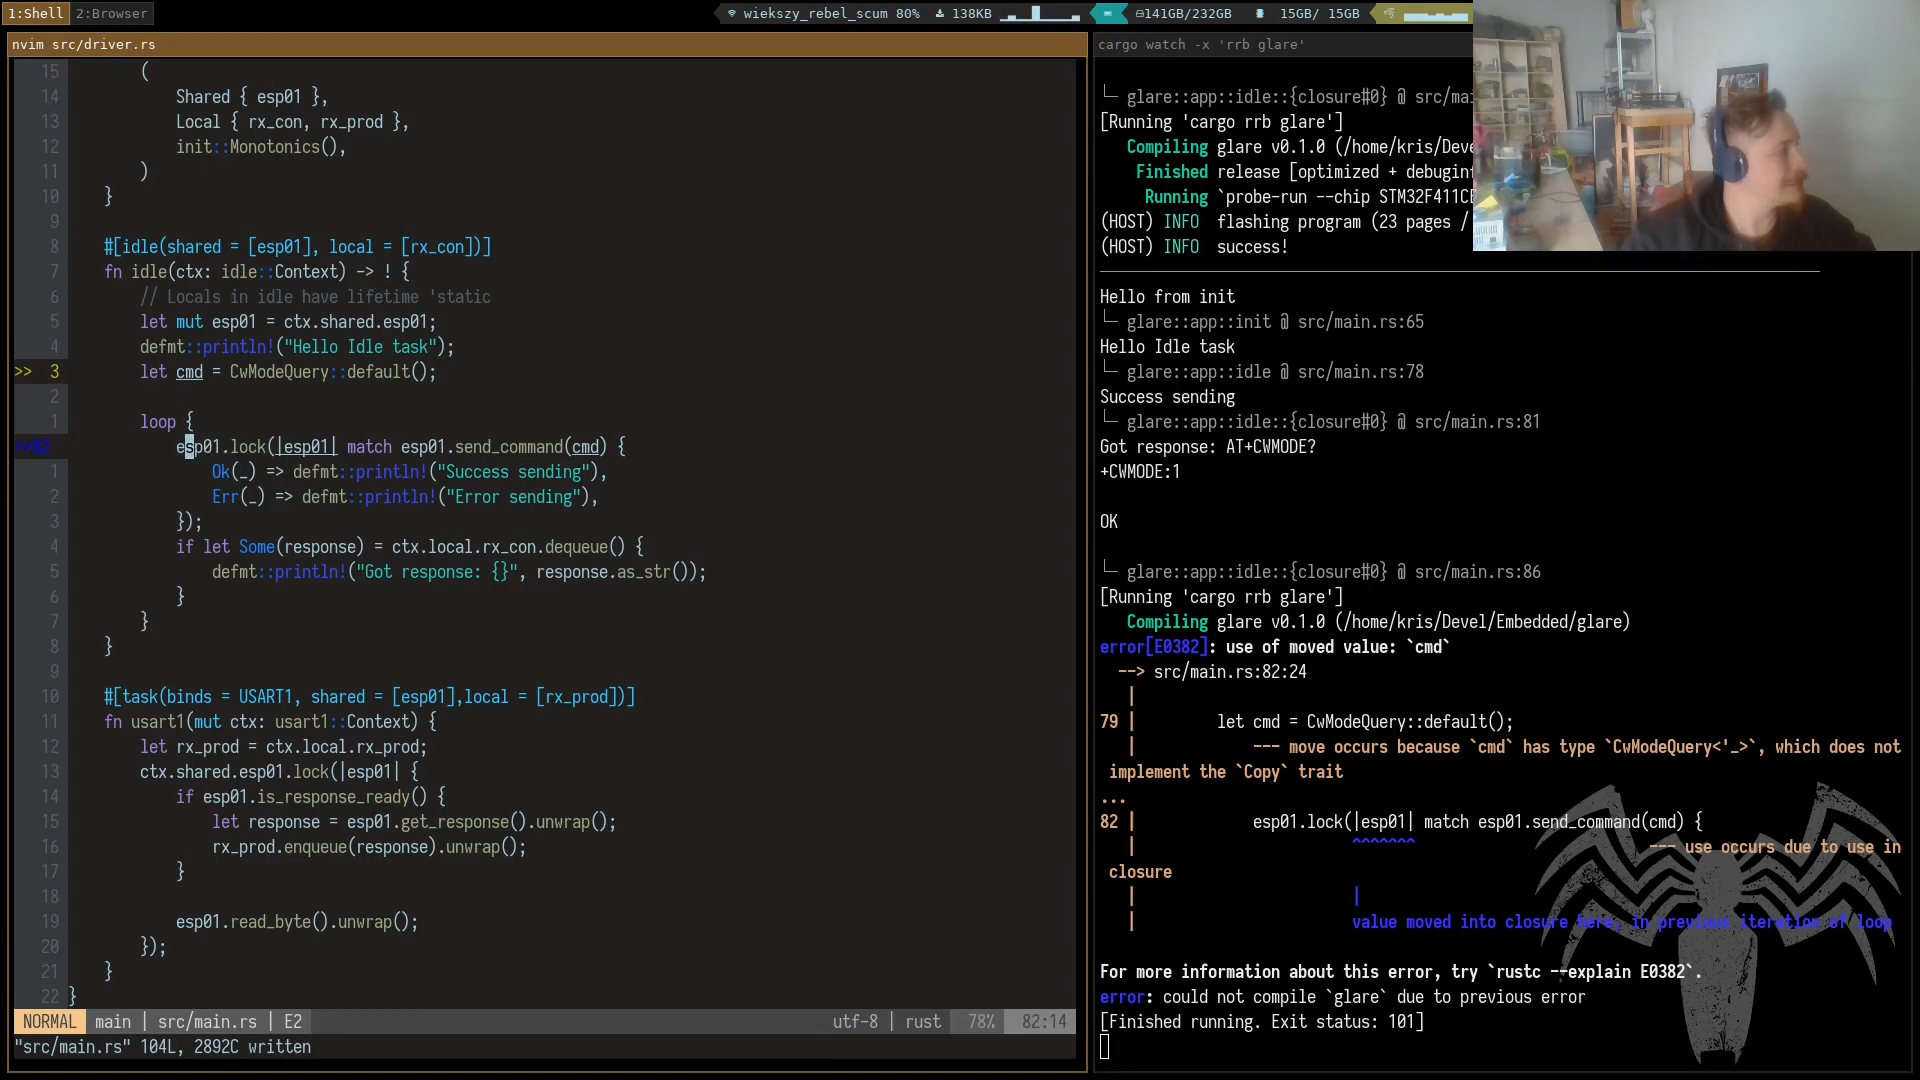 1:Shell 2:Browser
wiekszy_rebel_scum 80% 138KB 141GB/232GB 15GB/ 15GB
nvim src/driver.rs
15 (
14 Shared { esp01 },
13 Local { rx_con, rx_prod },
12 init::Monotonics(),
11 )
10 }
9
8 #[idle(shared = [esp01], local = [rx_con])]
7 fn idle(ctx: idle::Context) -> ! {
6 // Locals in idle have lifetime 'static
5 let mut esp01 = ctx.shared.esp01;
4 defmt::println!("Hello Idle task");
>> 3 let cmd = CwModeQuery::default();
2
1 loop {
>>82 esp01.lock(|esp01| match esp01.send_command(cmd) {
1 Ok(_) => defmt::println!("Success sending"),
2 Err(_) => defmt::println!("Error sending"),
3 });
4 if let Some(response) = ctx.local.rx_con.dequeue() {
5 defmt::println!("Got response: {}", response.as_str());
6 }
7 }
8 }
9
10 #[task(binds = USART1, shared = [esp01],local = [rx_prod])]
11 fn usart1(mut ctx: usart1::Context) {
12 let rx_prod = ctx.local.rx_prod;
13 ctx.shared.esp01.lock(|esp01| {
14 if esp01.is_response_ready() {
15 let response = esp01.get_response().unwrap();
16 rx_prod.enqueue(response).unwrap();
17 }
18
19 esp01.read_byte().unwrap();
20 });
21 }
22 }
NORMAL main | src/main.rs | E2 utf-8 | rust 78% 82:14
"src/main.rs" 104L, 2892C written
cargo watch -x 'rrb glare'
└─ glare::app::idle::{closure#0} @ src/mai
[Running 'cargo rrb glare']
Compiling glare v0.1.0 (/home/kris/Deve
Finished release [optimized + debuginf
Running `probe-run --chip STM32F411CE
(HOST) INFO flashing program (23 pages /
(HOST) INFO success!
Hello from init
└─ glare::app::init @ src/main.rs:65
Hello Idle task
└─ glare::app::idle @ src/main.rs:78
Success sending
└─ glare::app::idle::{closure#0} @ src/main.rs:81
Got response: AT+CWMODE?
+CWMODE:1
OK
└─ glare::app::idle::{closure#0} @ src/main.rs:86
[Running 'cargo rrb glare']
Compiling glare v0.1.0 (/home/kris/Devel/Embedded/glare)
error[E0382]: use of moved value: `cmd`
--> src/main.rs:82:24
|
79 | let cmd = CwModeQuery::default();
| --- move occurs because `cmd` has type `CwModeQuery<'_>`, which does not
implement the `Copy` trait
...
82 | esp01.lock(|esp01| match esp01.send_command(cmd) {
| ^^^^^^^ --- use occurs due to use in
closure
| |
| value moved into closure here, in previous iteration of loop
For more information about this error, try `rustc --explain E0382`.
error: could not compile `glare` due to previous error
[Finished running. Exit status: 101]